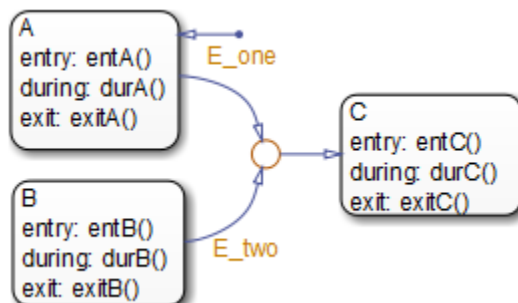 A
entry: entA()
during: durA()
exit: exitA()
E_one
C
entry: entC()
during: durC()
exit: exitC()
B
entry: entB()
during: durB()
exit: exitB()
E_two